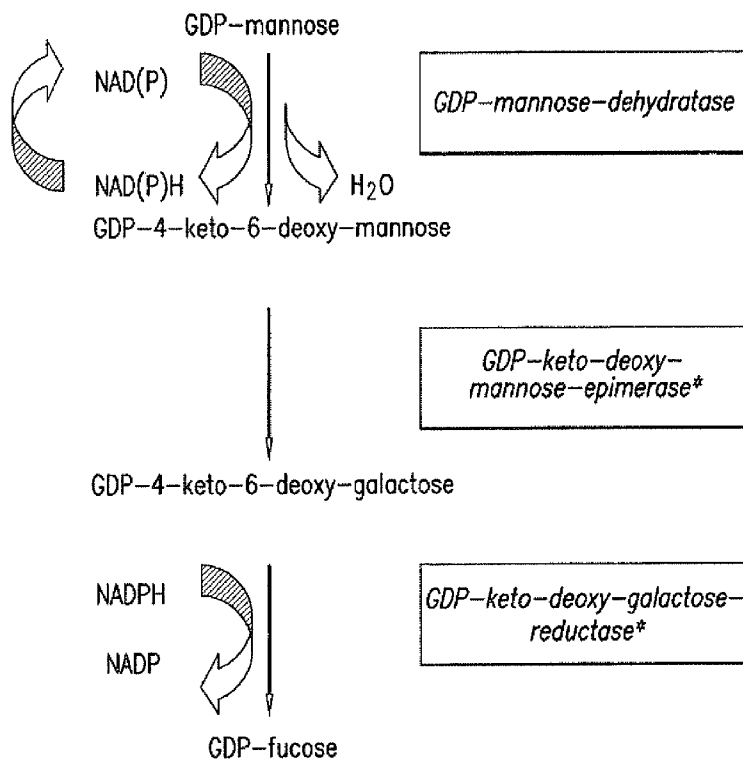 GDP-mannose
NAD(P)
GDP-mannose-dehydratase
NAD(P)H
H2O
GDP-4-keto-6-deoxy-mannose
GDP-keto-deoxy-
mannose-epimerase*
GDP-4-keto-6-deoxy-galactose
NADPH
GDP-keto-deoxy-galactose-
reductase*
NADP
GDP-fucose